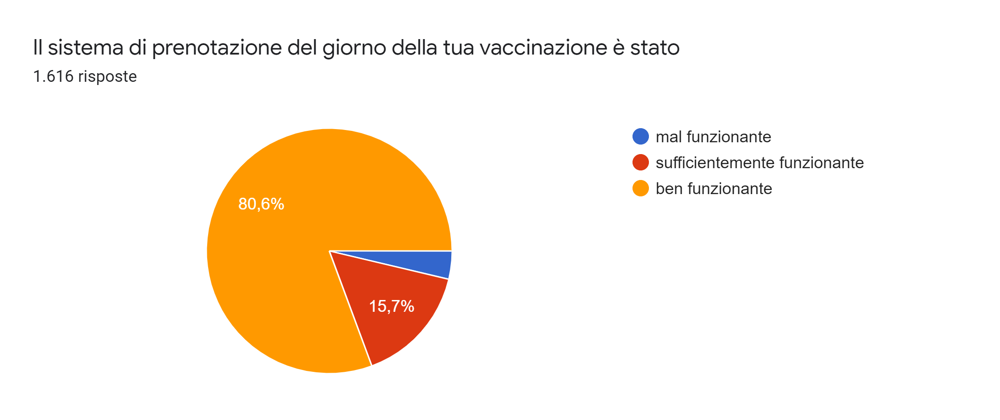 Il sistema di prenotazione del giorno della tua vaccinazione è stato
1.616 risposte
mal funzionante
sufficientemente funzionante
ben funzionante
80,6%
15,7%